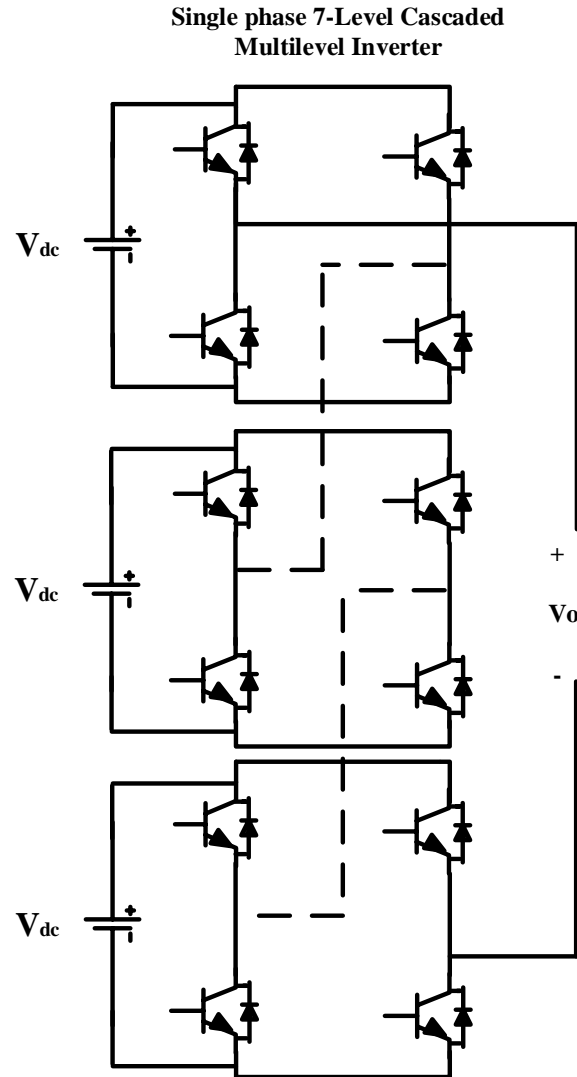 Single phase 7-Level Cascaded
Multilevel Inverter
Vdc
+
Vdc
+
Vo
-
Vdc